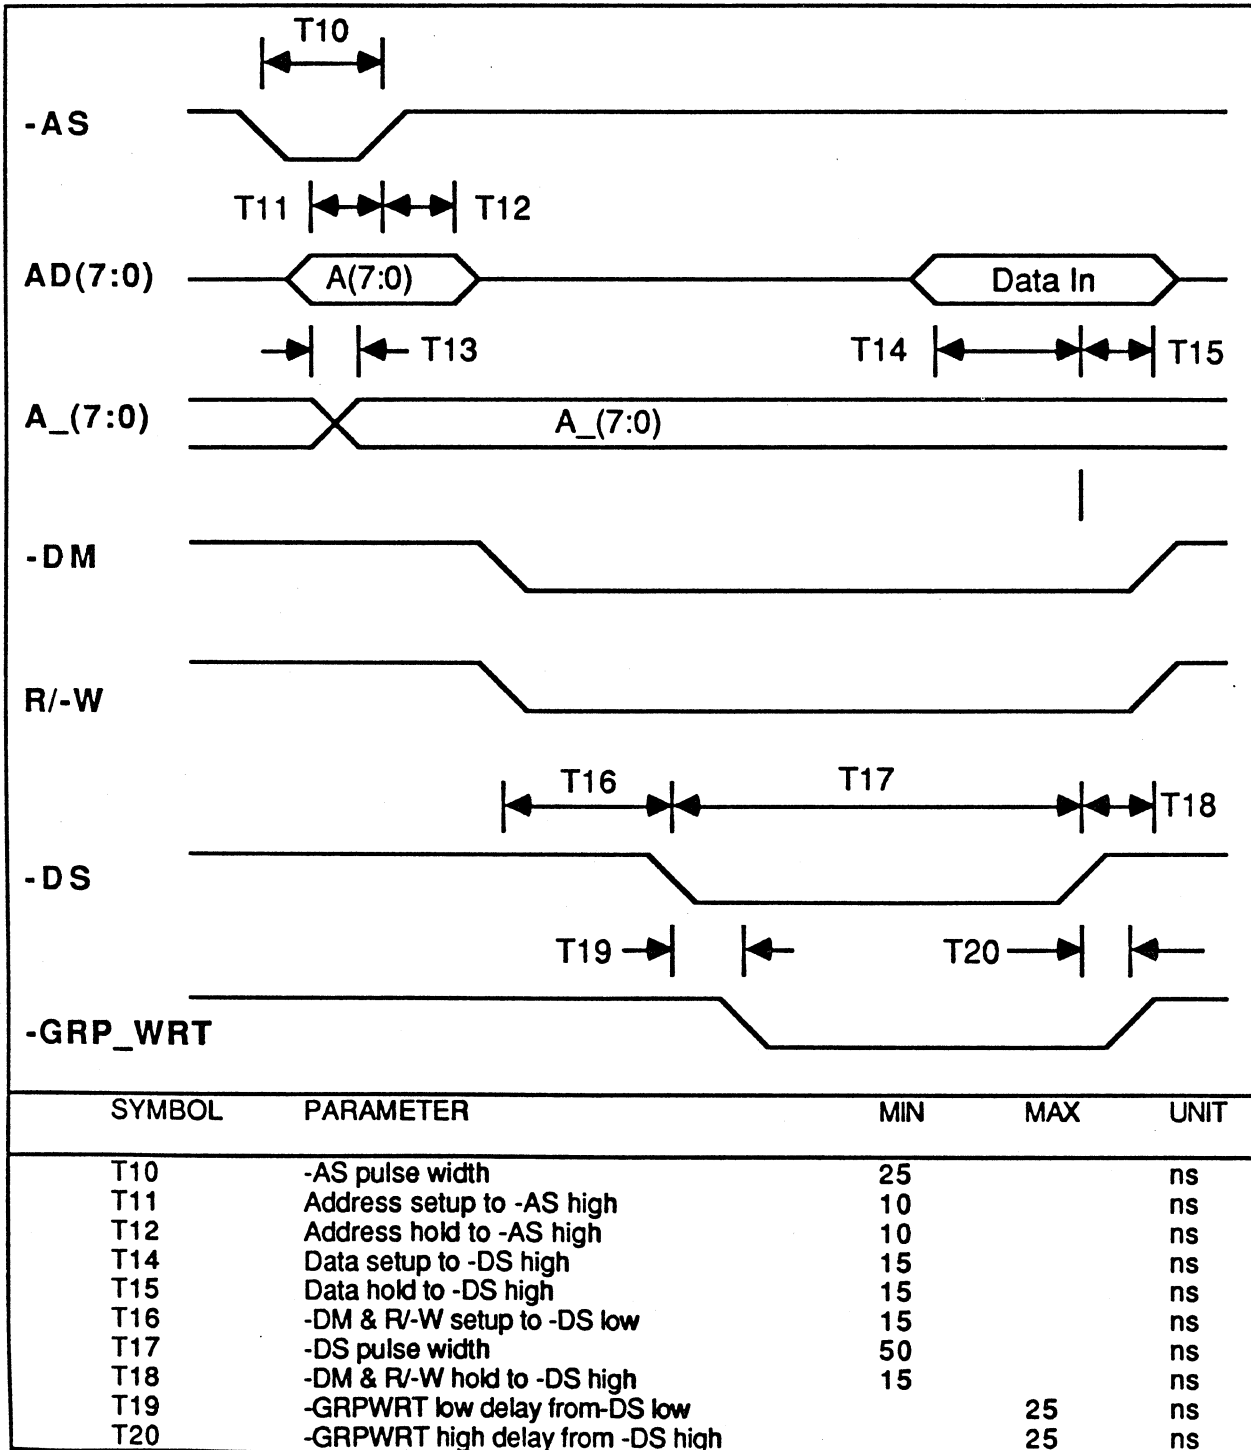 T10
-AS
T11 T12
AD(7:0) A(7:0) Data In
T13 T14 T15
A_(7:0) A_(7:0)
-DM
R/-W
T16 T17 T18
-DS
T19 T20
-GRP_WRT
SYMBOL PARAMETER MIN MAX UNIT
T10 -AS pulse width 25 ns
T11 Address setup to -AS high 10 ns
T12 Address hold to -AS high 10 ns
T14 Data setup to -DS high 15 ns
T15 Data hold to -DS high 15 ns
T16 -DM & R/-W setup to -DS low 15 ns
T17 -DS pulse width 50 ns
T18 -DM & R/-W hold to -DS high 15 ns
T19 -GRPWRT low delay from-DS low 25 ns
T20 -GRPWRT high delay from -DS high 25 ns